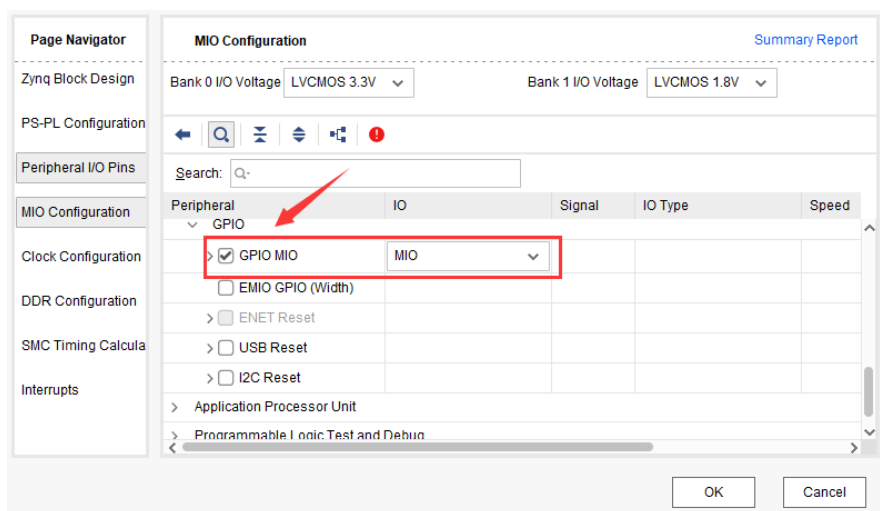 Page Navigator
MIO Configuration
Summary Report
Zynq Block Design
Bank 0 I/O Voltage LVCMOS 3.3V
Bank 1 I/O Voltage LVCMOS 1.8V
PS-PL Configuration
Peripheral I/O Pins
Search:
MIO Configuration
Peripheral IO Signal IO Type Speed
GPIO
Clock Configuration
GPIO MIO MIO
EMIO GPIO (Width)
DDR Configuration
ENET Reset
SMC Timing Calcula
USB Reset
I2C Reset
Interrupts
Application Processor Unit
Programmable Logic Test and Debug
OK
Cancel